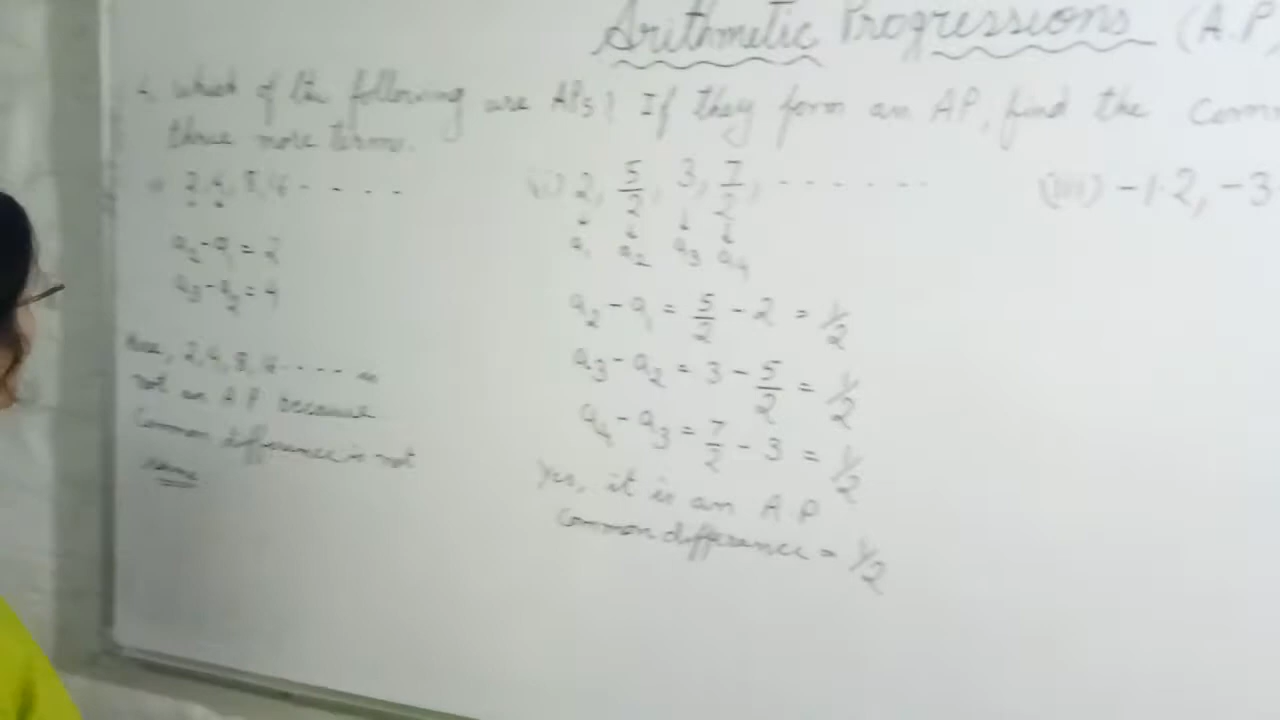 Arithmetic Progressions (A.P
4. Which of the following are APs? If they form an AP, find the Comm
three more terms.
(i) 2, 4, 8, 16 - - - -
a₂ - a₁ = 2
a₃ - a₂ = 4
Here, 2, 4, 8, 16 - - - - is
not an A P because
Common difference is not
same
(ii) 2, 5/2, 3, 7/2, - - - - - -
↓ ↓ ↓ ↓
a₁ a₂ a₃ a₄
a₂ - a₁ = 5/2 - 2 = 1/2
a₃ - a₂ = 3 - 5/2 = 1/2
a₄ - a₃ = 7/2 - 3 = 1/2
Yes, it is an A P
Common difference = 1/2
(iii) -1.2, -3